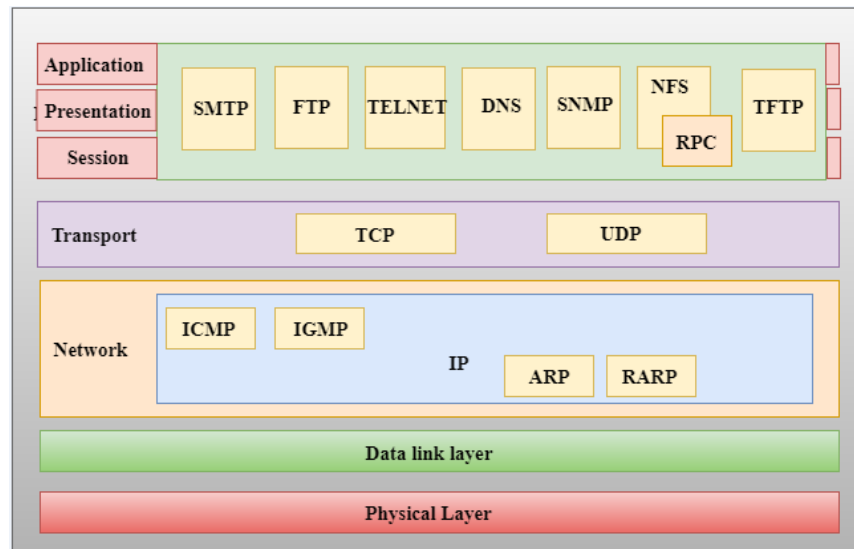 Application
Presentation
Session
SMTP
FTP
TELNET
DNS
SNMP
NFS
RPC
TFTP
Transport
TCP
UDP
Network
ICMP
IGMP
IP
ARP
RARP
Data link layer
Physical Layer